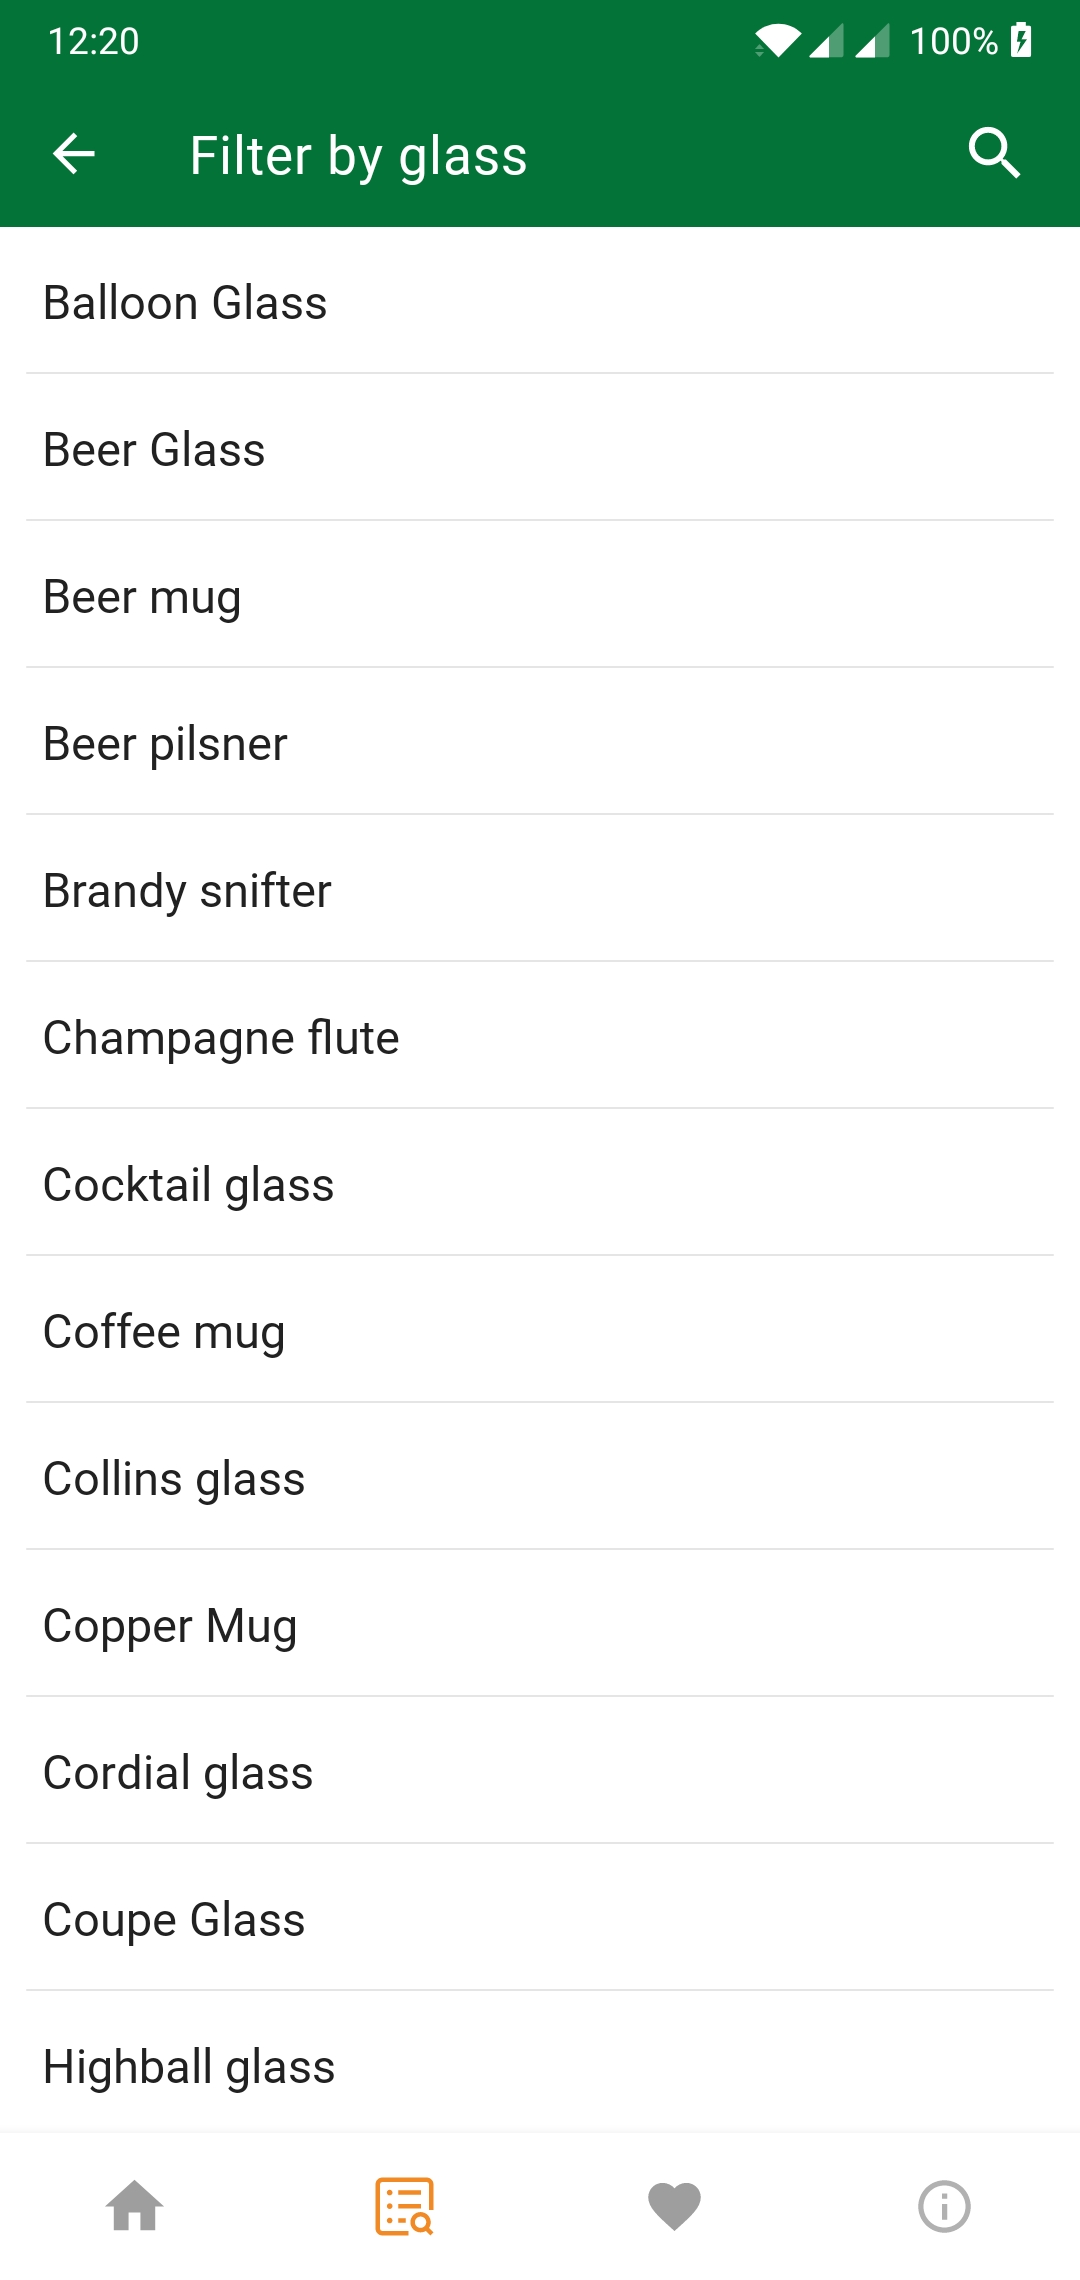 12:20
100%
Filter by glass
Balloon Glass
Beer Glass
Beer mug
Beer pilsner
Brandy snifter
Champagne flute
Cocktail glass
Coffee mug
Collins glass
Copper Mug
Cordial glass
Coupe Glass
Highball glass